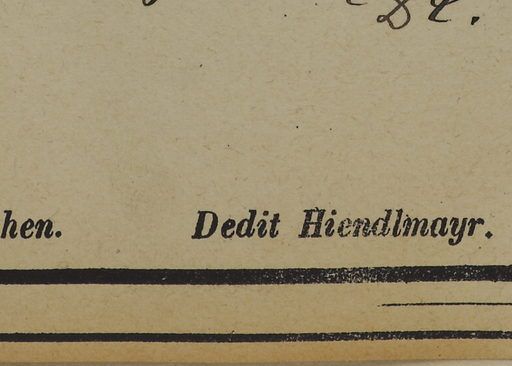 hen. Dedit Hiendlmayr.